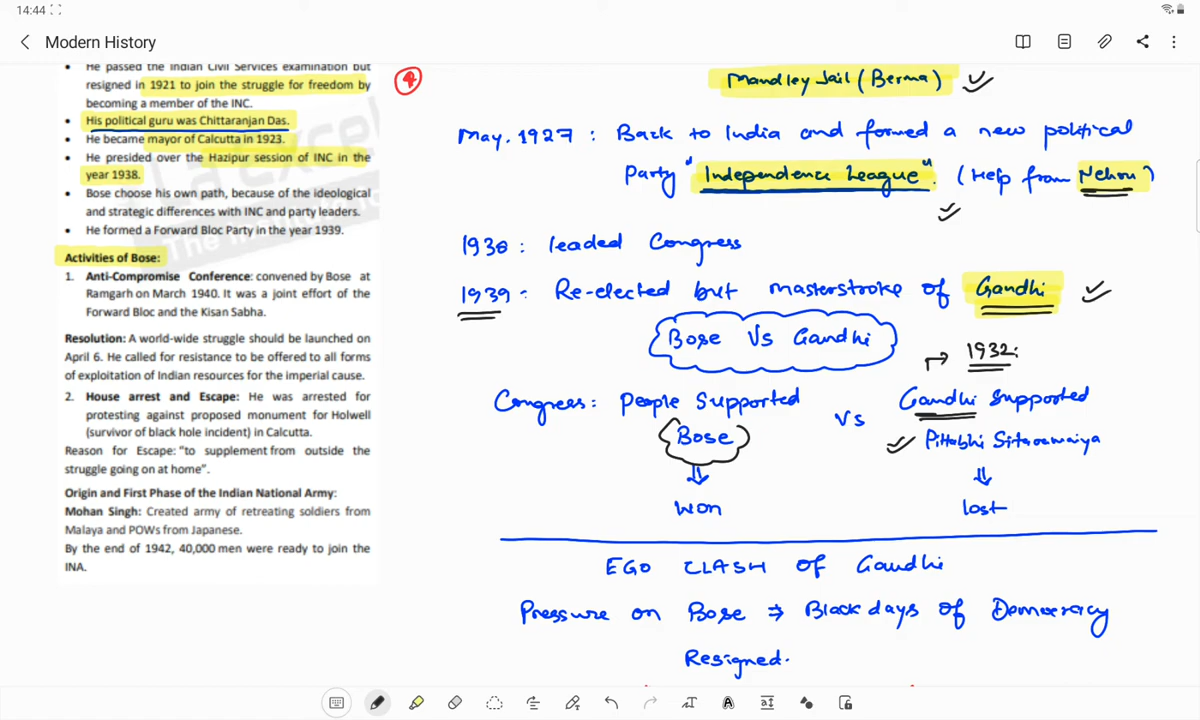 14:44
Modern History
He passed the Indian Civil Services examination but
resigned in 1921 to join the struggle for freedom by
becoming a member of the INC.
• His political guru was Chittaranjan Das.
• He became mayor of Calcutta in 1923.
• He presided over the Hazipur session of INC in the
year 1938.
• Bose choose his own path, because of the ideological
and strategic differences with INC and party leaders.
• He formed a Forward Bloc Party in the year 1939.
Activities of Bose:
1. Anti-Compromise Conference: convened by Bose at
Ramgarh on March 1940. It was a joint effort of the
Forward Bloc and the Kisan Sabha.
Resolution: A world-wide struggle should be launched on
April 6. He called for resistance to be offered to all forms
of exploitation of Indian resources for the imperial cause.
2. House arrest and Escape: He was arrested for
protesting against proposed monument for Holwell
(survivor of black hole incident) in Calcutta.
Reason for Escape: "to supplement from outside the
struggle going on at home".
Origin and First Phase of the Indian National Army:
Mohan Singh: Created army of retreating soldiers from
Malaya and POWs from Japanese.
By the end of 1942, 40,000 men were ready to join the
INA.
Mandley Jail (Berma)
May. 1927 : Back to India and formed a new political
Party "Independence League". (Help from Nehru)
1938 : leaded Congress
1939 : Re-elected but masterstroke of Gandhi
Bose Vs Gandhi
1932:
Congress: People Supported Vs Gandhi Supported
Bose Pittabhi Sitaramaiya
won lost
EGO CLASH of Gandhi
Pressure on Bose ⇒ Black days of Democracy
Resigned.